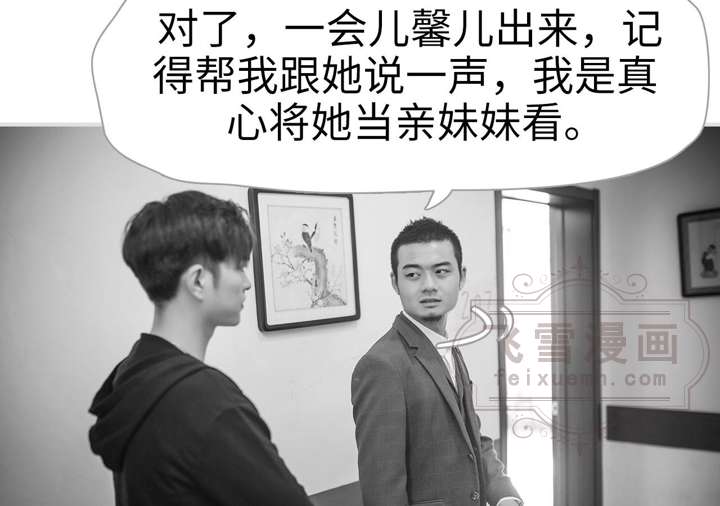 对了，一会儿馨儿出来，记
得帮我跟她说一声，我是真
心将她当亲妹妹看。
飞雪漫画
feixuemh.com